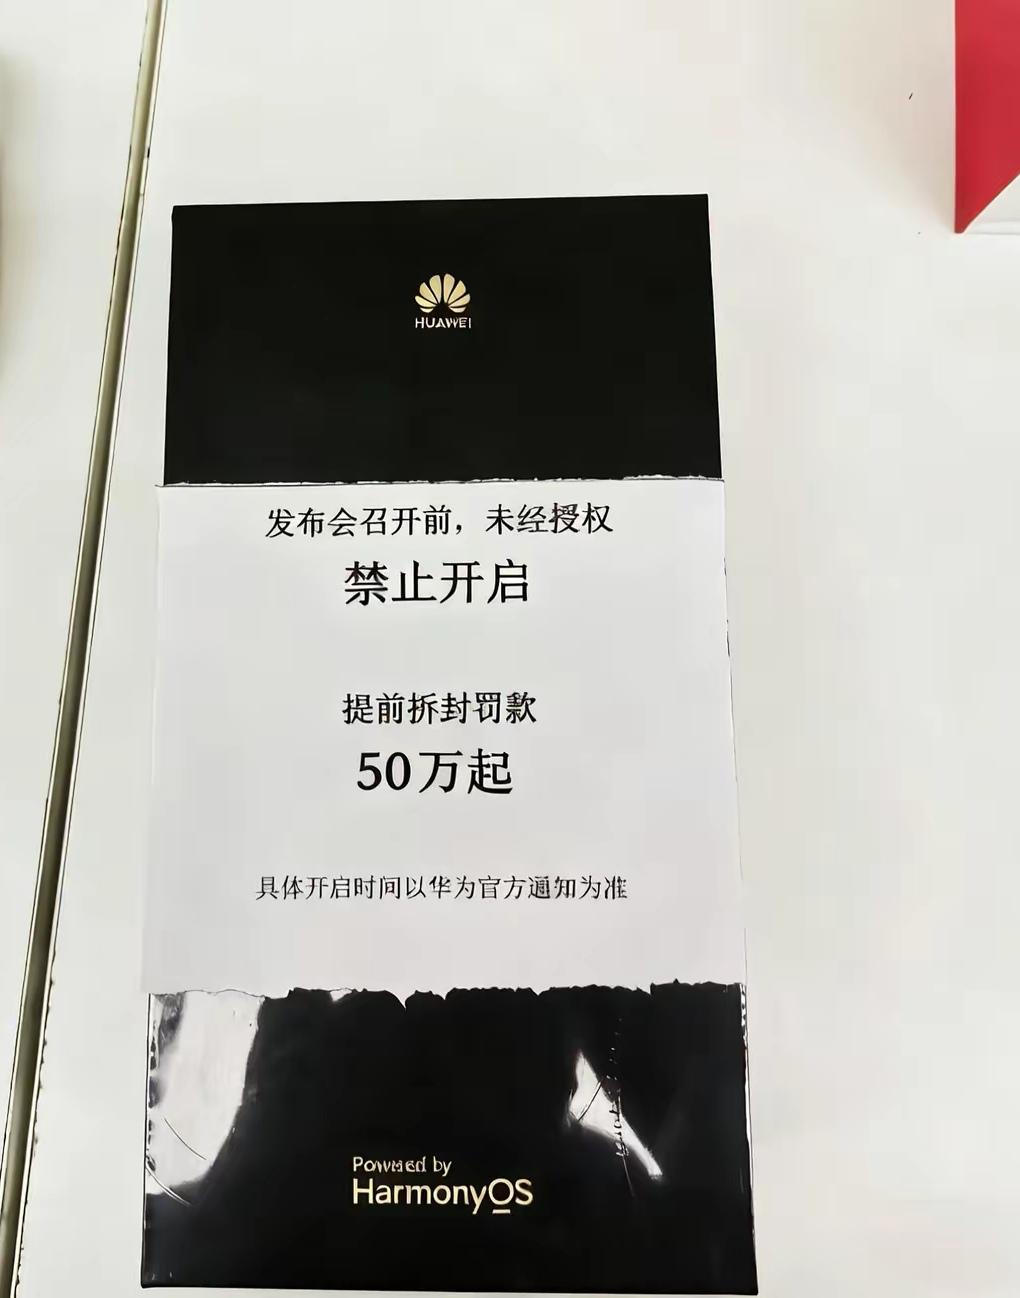 HUAWEI
发布会召开前，未经授权
禁止开启
提前拆封罚款
50万起
具体开启时间以华为官方通知为准
Powered by
HarmonyOS